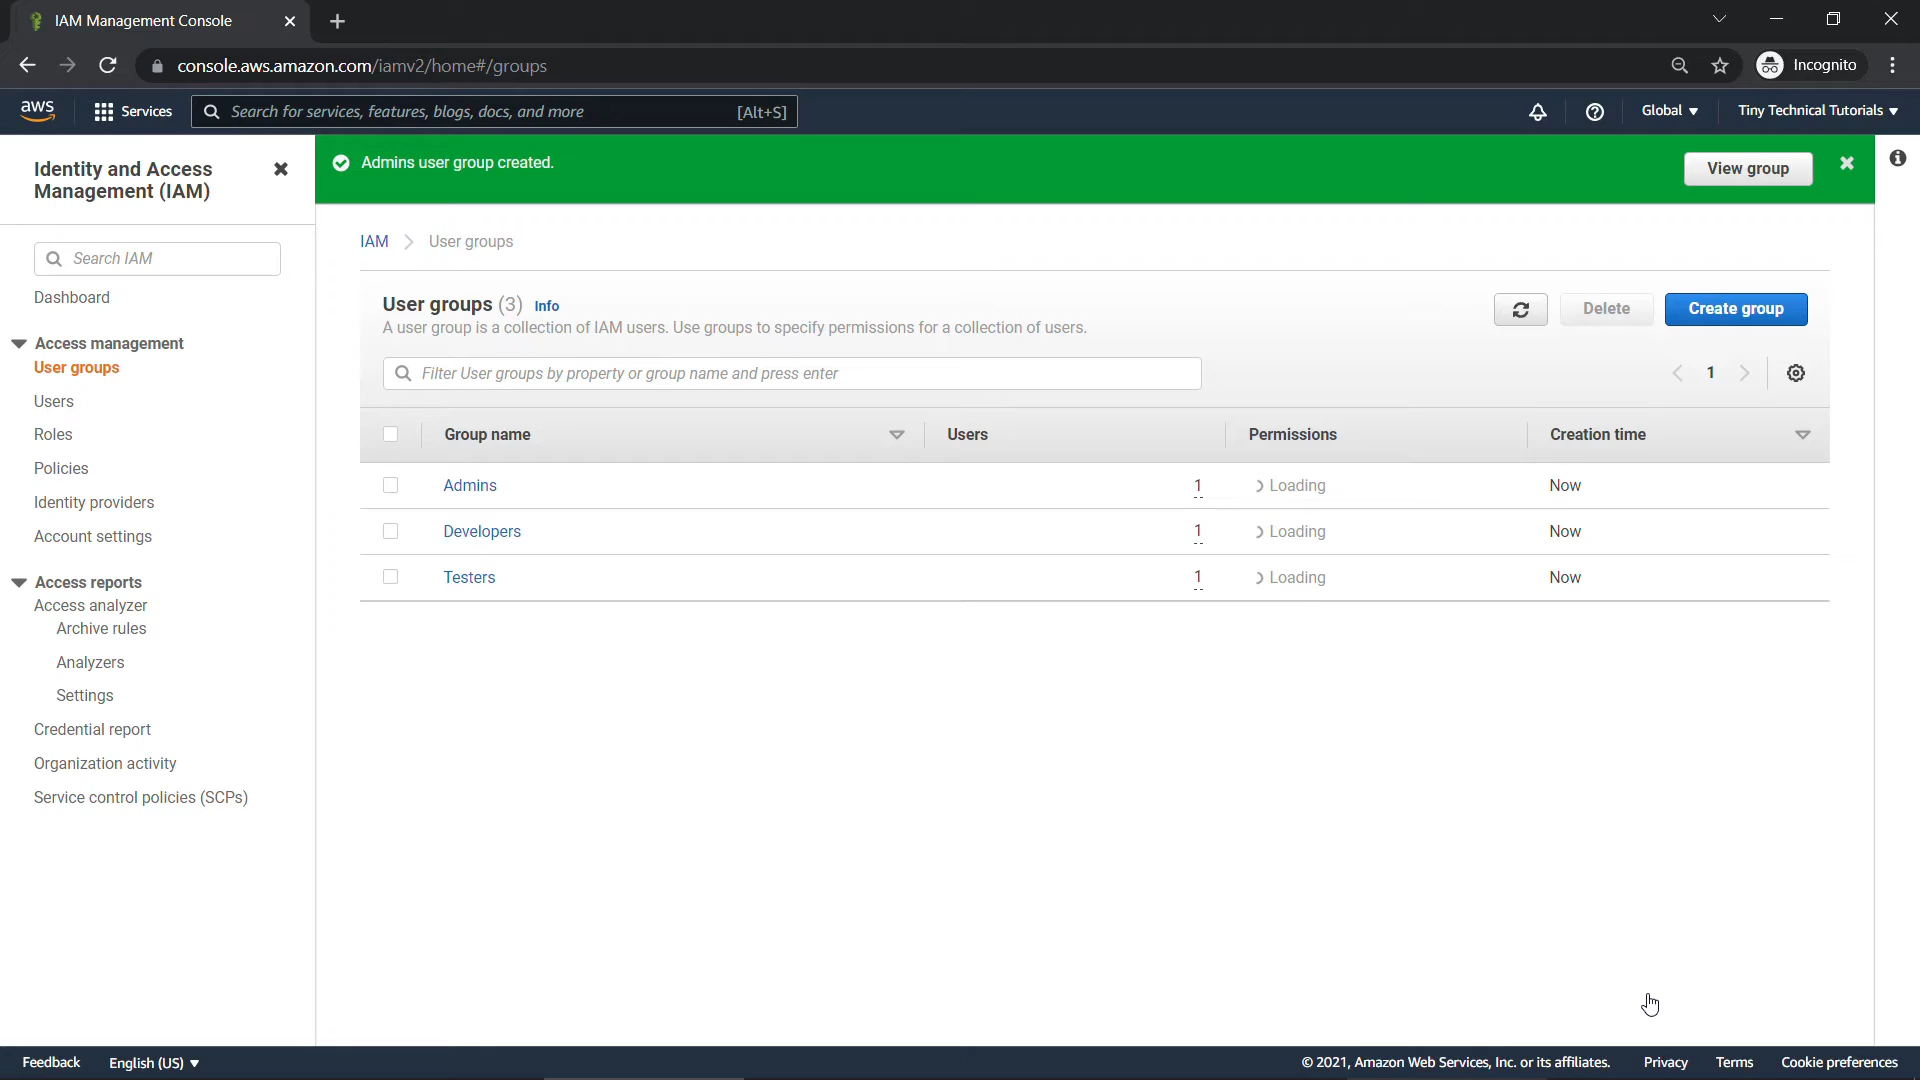 IAM Management Console
console.aws.amazon.com/iamv2/home#/groups
Incognito
aws
Services
Search for services, features, blogs, docs, and more
[Alt+S]
Global
Tiny Technical Tutorials
Identity and Access
Management (IAM)
Search IAM
Dashboard
Access management
User groups
Users
Roles
Policies
Identity providers
Account settings
Access reports
Access analyzer
Archive rules
Analyzers
Settings
Credential report
Organization activity
Service control policies (SCPs)
Admins user group created.
View group
IAM
User groups
User groups (3) Info
A user group is a collection of IAM users. Use groups to specify permissions for a collection of users.
Delete
Create group
Filter User groups by property or group name and press enter
1
Group name Users Permissions Creation time
Admins 1 Loading Now
Developers 1 Loading Now
Testers 1 Loading Now
Feedback
English (US)
© 2021, Amazon Web Services, Inc. or its affiliates.
Privacy
Terms
Cookie preferences